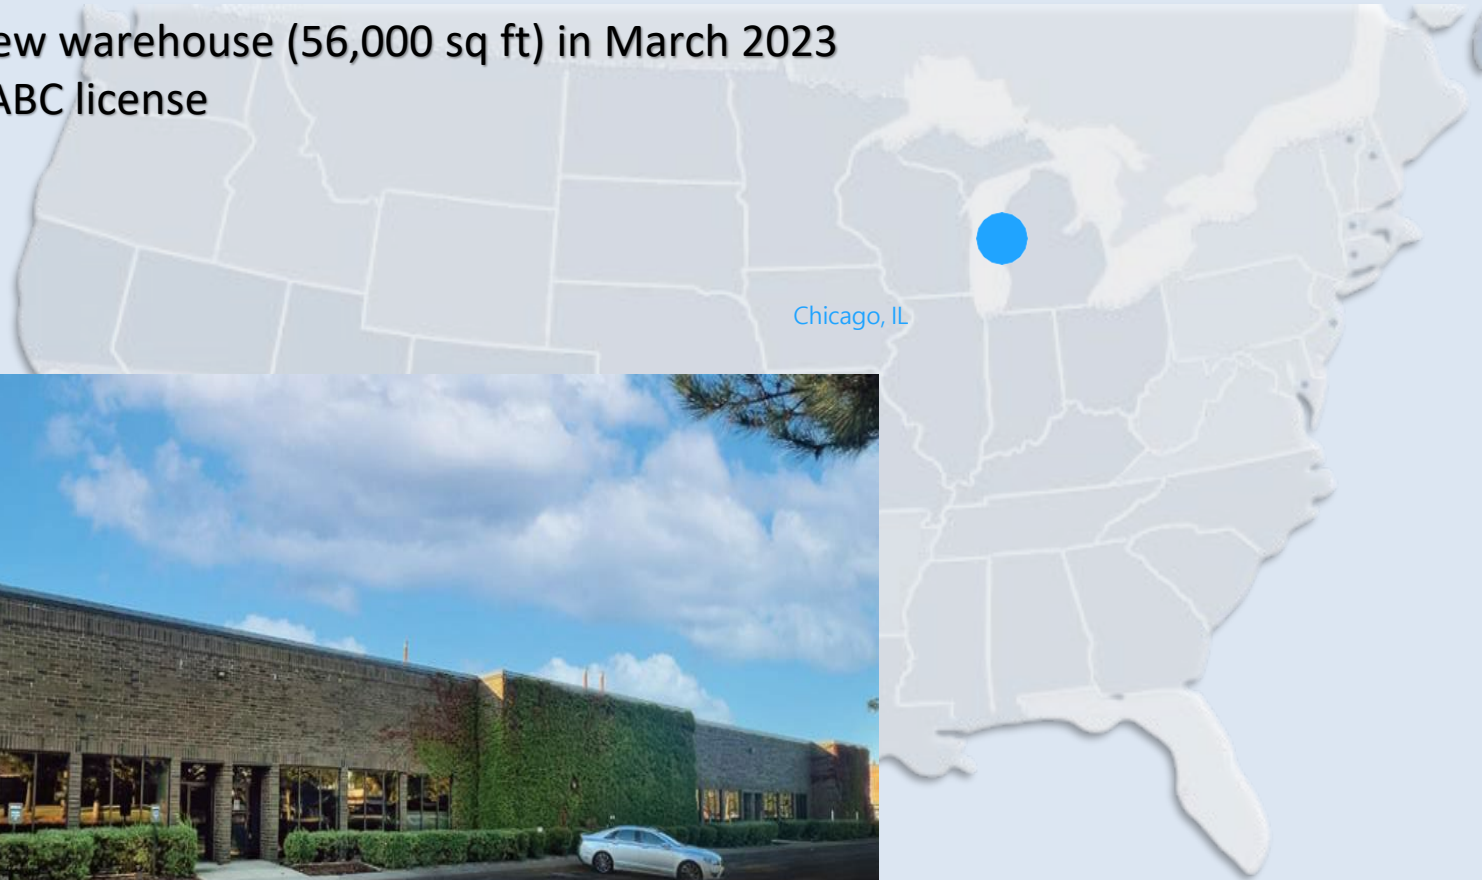 ew warehouse (56,000 sq ft) in March 2023
ABC license
Chicago, IL